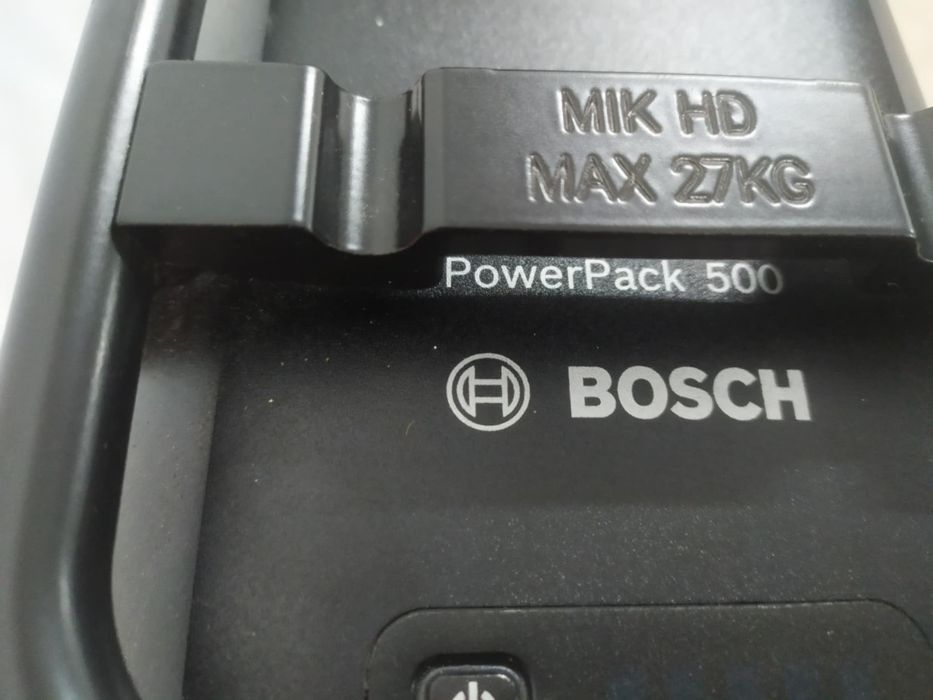 MIK HD
MAX 27KG
PowerPack 500
BOSCH